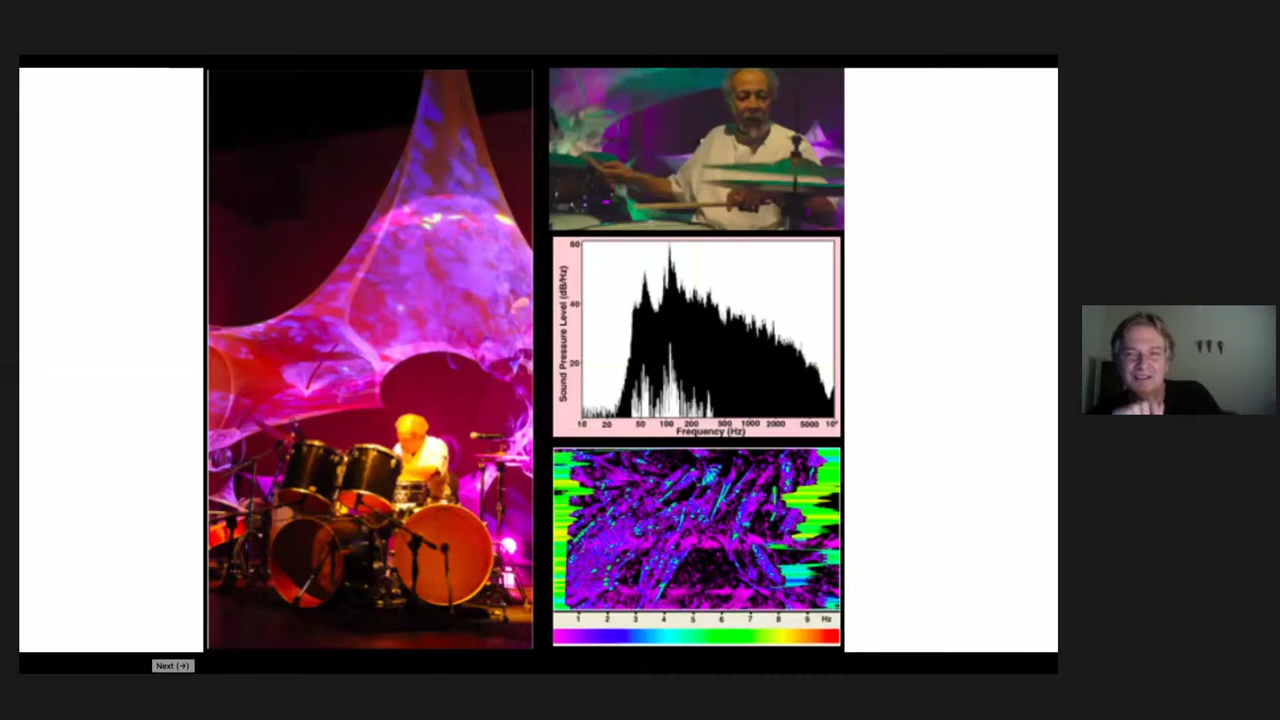 60
40
20
Sound Pressure Level (dB/Hz)
10 20 50 100 200 500 1000 2000 5000 10⁴
Frequency (Hz)
1 2 3 4 5 6 7 8 9 Hz
Next (→)